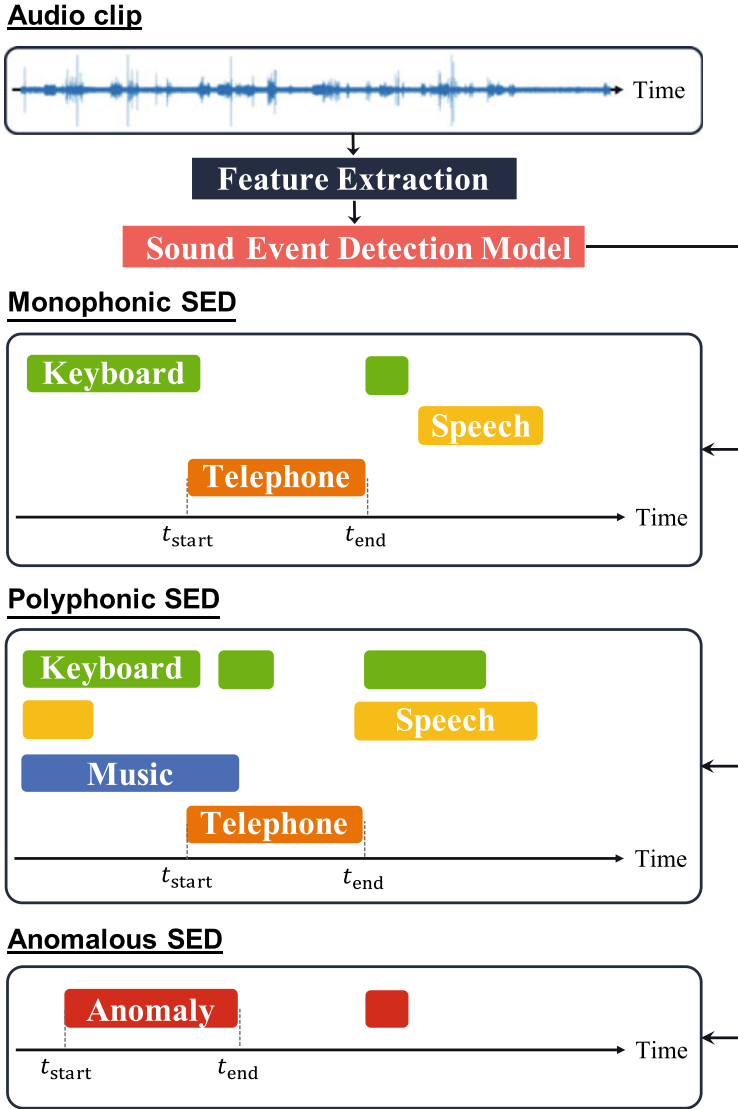 Audio clip
Time
Feature Extraction
Sound Event Detection Model
Monophonic SED
Keyboard
Speech
Telephone
Time
t_start t_end
Polyphonic SED
Keyboard
Speech
Music
Telephone
Time
t_start t_end
Anomalous SED
Anomaly
Time
t_start t_end